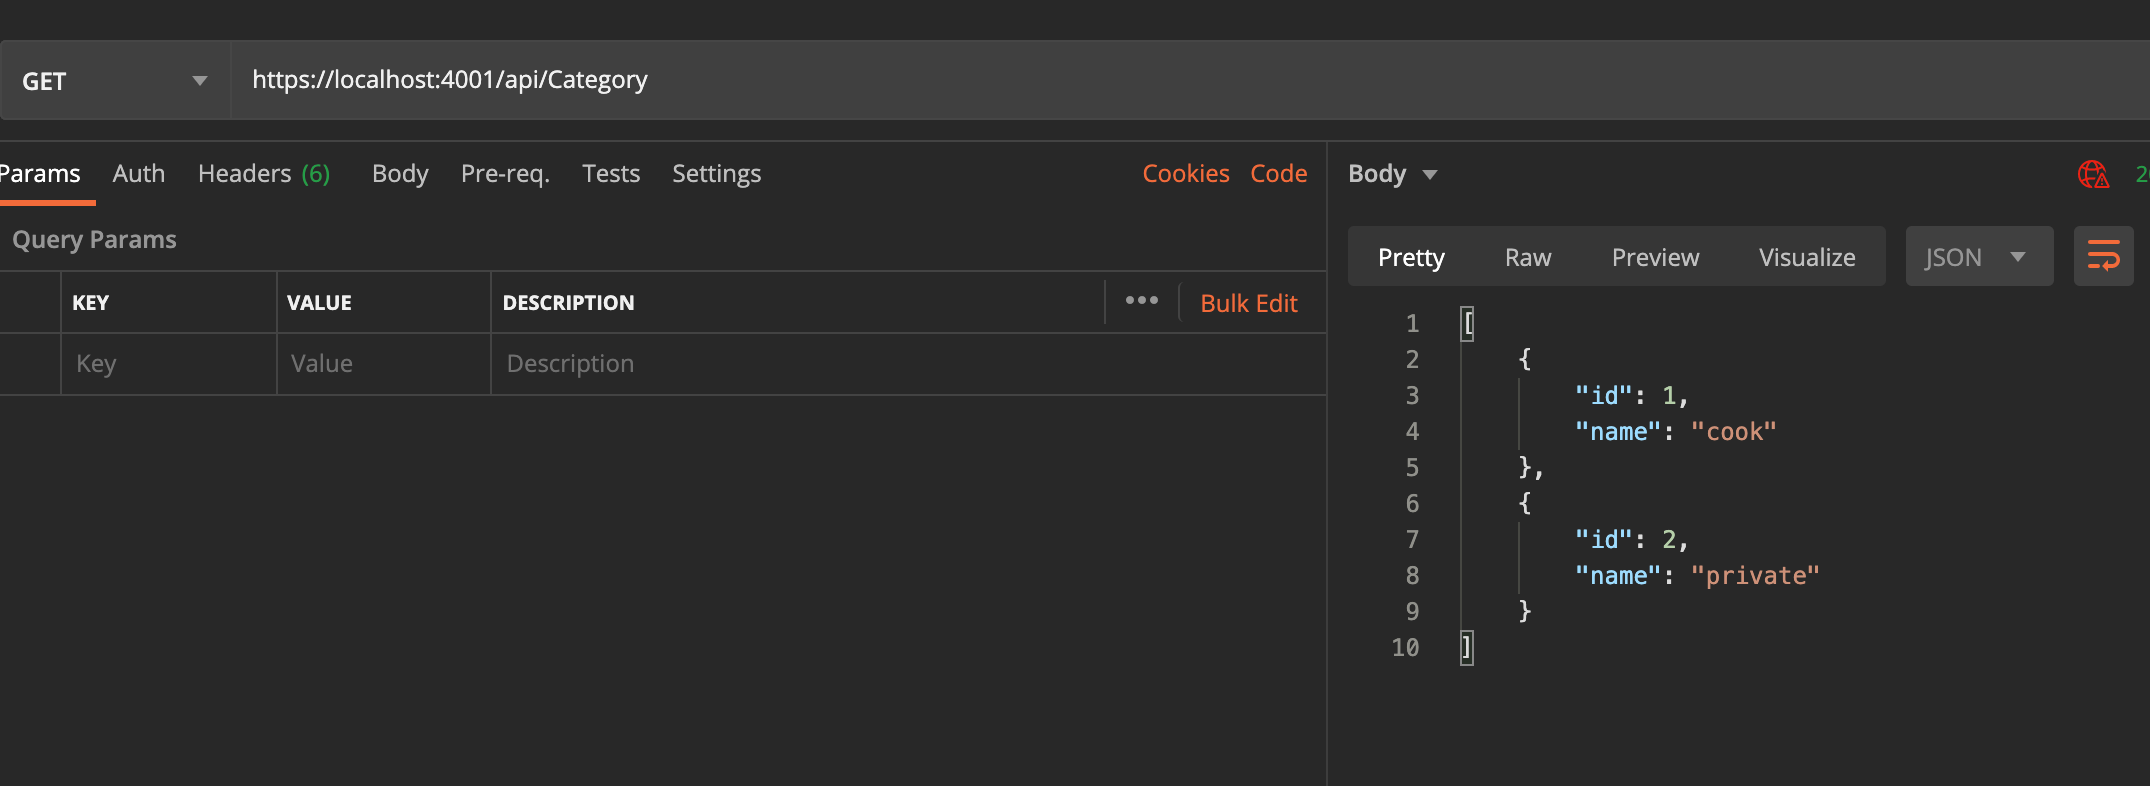 GET https://localhost:4001/api/Category
Params Auth Headers (6) Body Pre-req. Tests Settings Cookies Code
Query Params
KEY VALUE DESCRIPTION ••• Bulk Edit
Key Value Description
Body
Pretty Raw Preview Visualize JSON
1 [
2 {
3 "id": 1,
4 "name": "cook"
5 },
6 {
7 "id": 2,
8 "name": "private"
9 }
10 ]